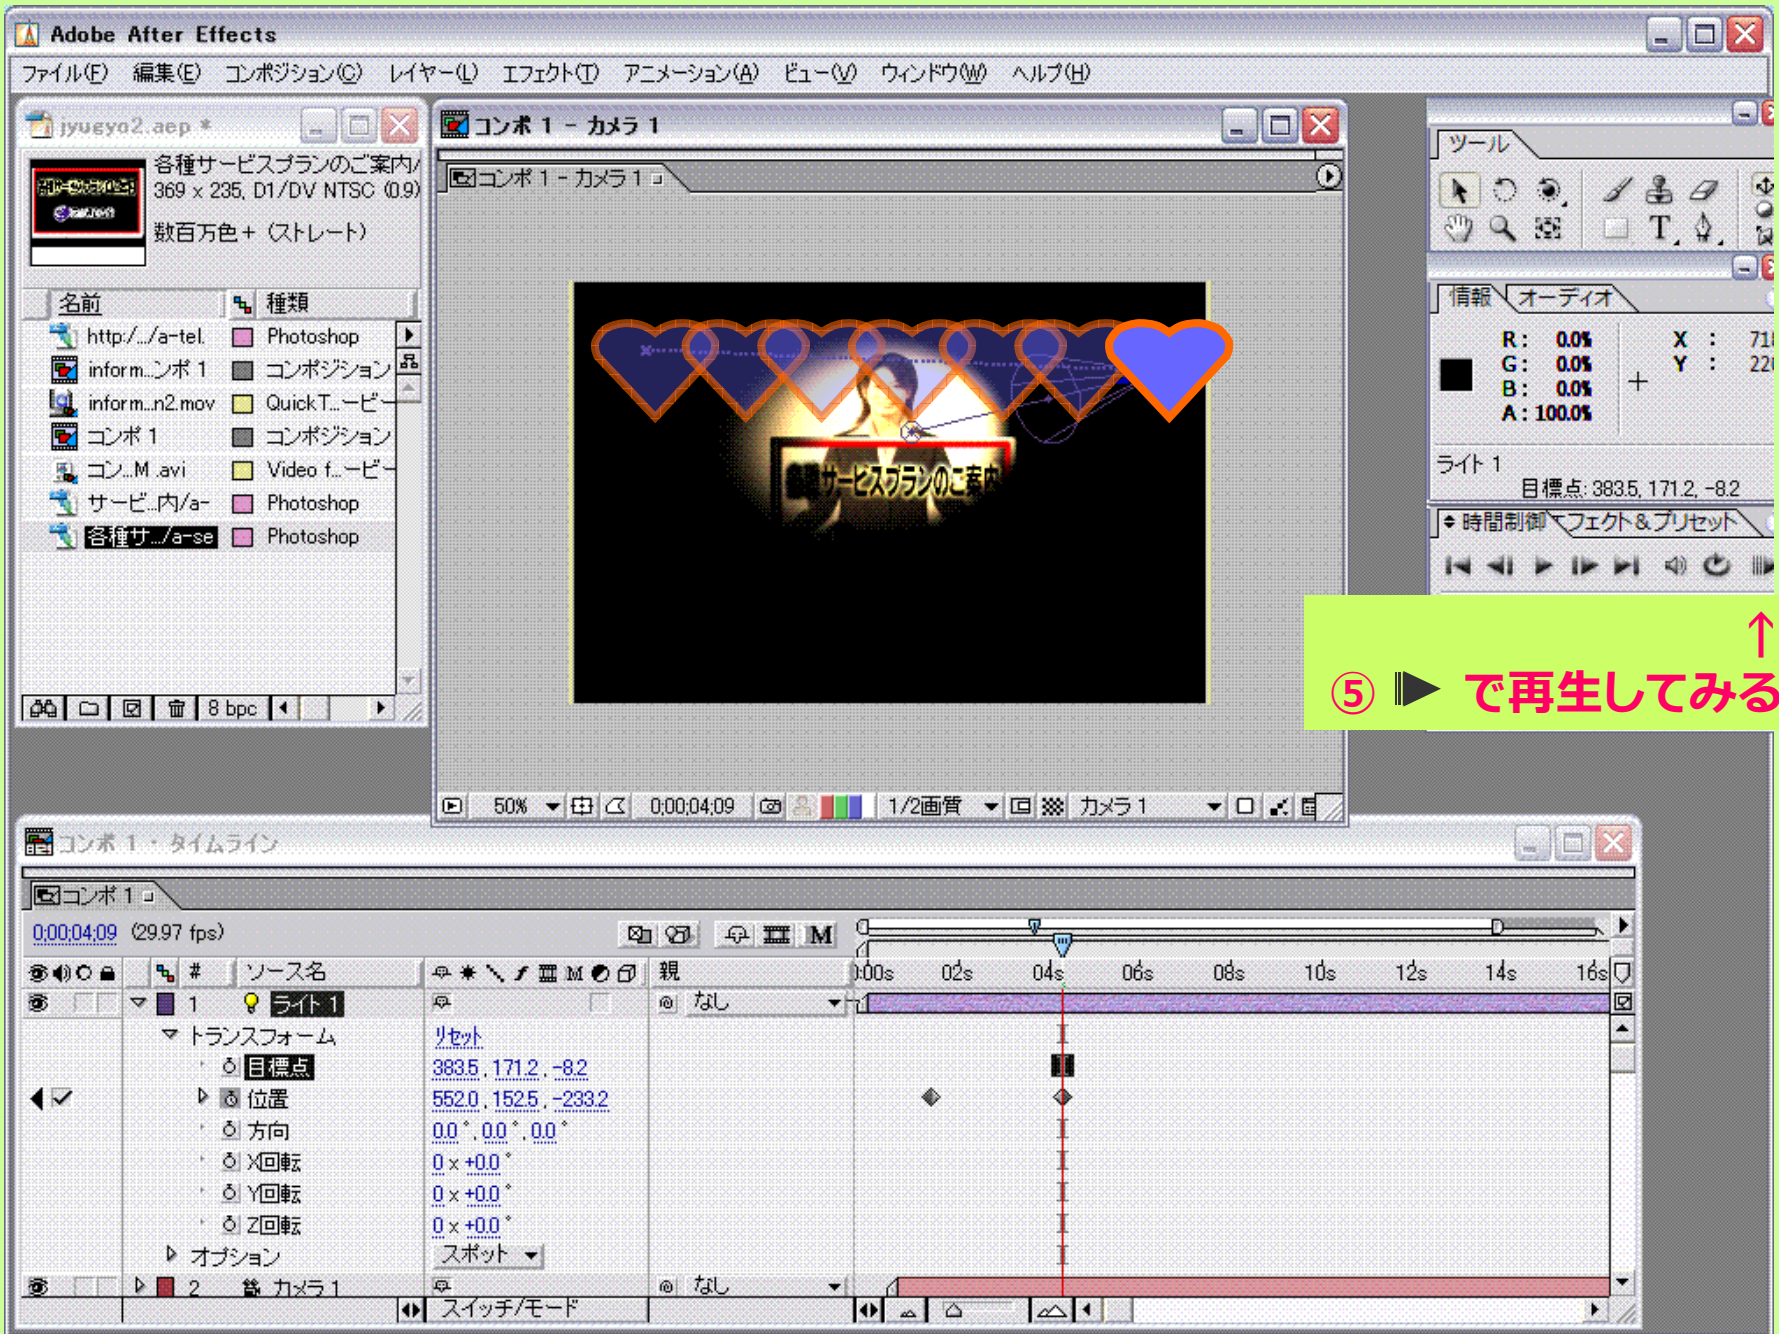 Adobe After Effects
ファイル(F) 編集(E) コンポジション(C) レイヤー(L) エフェクト(T) アニメーション(A) ビュー(V) ウィンドウ(W) ヘルプ(H)
jyugyo2.aep *
各種サービスプランのご案内/
369 x 235, D1/DV NTSC (0.9)
数百万色+ (ストレート)
名前 種類
http:/.../a-tel. Photoshop
inform...ンポ 1 コンポジション
inform...n2.mov QuickT...ービー
コンポ 1 コンポジション
コン...M .avi Video f...ービー
サービ...内/a- Photoshop
各種サ.../a-se Photoshop
8 bpc
コンポ 1 - カメラ 1
コンポ 1 - カメラ 1
各種サービスプランのご案内
50% 0;00;04;09 1/2画質 カメラ 1
ツール
情報 オーディオ
R: 0.0%
G: 0.0%
B: 0.0%
A: 100.0%
X :
Y :
ライト 1
目標点: 383.5, 171.2, -8.2
時間制御 エフェクト&プリセット
↑
⑤ で再生してみる
コンポ 1 ・ タイムライン
コンポ 1
0;00;04;09 (29.97 fps)
M
# ソース名 M 親
0:00s 02s 04s 06s 08s 10s 12s 14s 16s
1 ライト 1 なし
トランスフォーム リセット
目標点 383.5, 171.2, -8.2
位置 552.0, 152.5, -233.2
方向 0.0°, 0.0°, 0.0°
X回転 0 x +0.0°
Y回転 0 x +0.0°
Z回転 0 x +0.0°
オプション スポット
2 カメラ 1 なし
スイッチ/モード